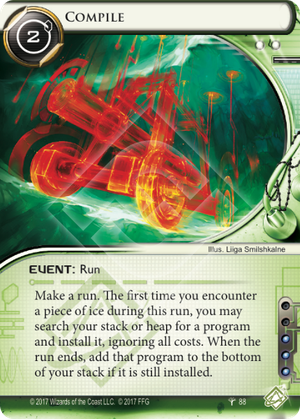 Compile
2
Illus. Liiga Smilshkalne
EVENT: Run
Make a run. The first time you encounter
a piece of ice during this run, you may
search your stack or heap for a program
and install it, ignoring all costs. When the
run ends, add that program to the bottom
of your stack if it is still installed.
© 2017 Wizards of the Coast LLC. © 2017 FFG
88